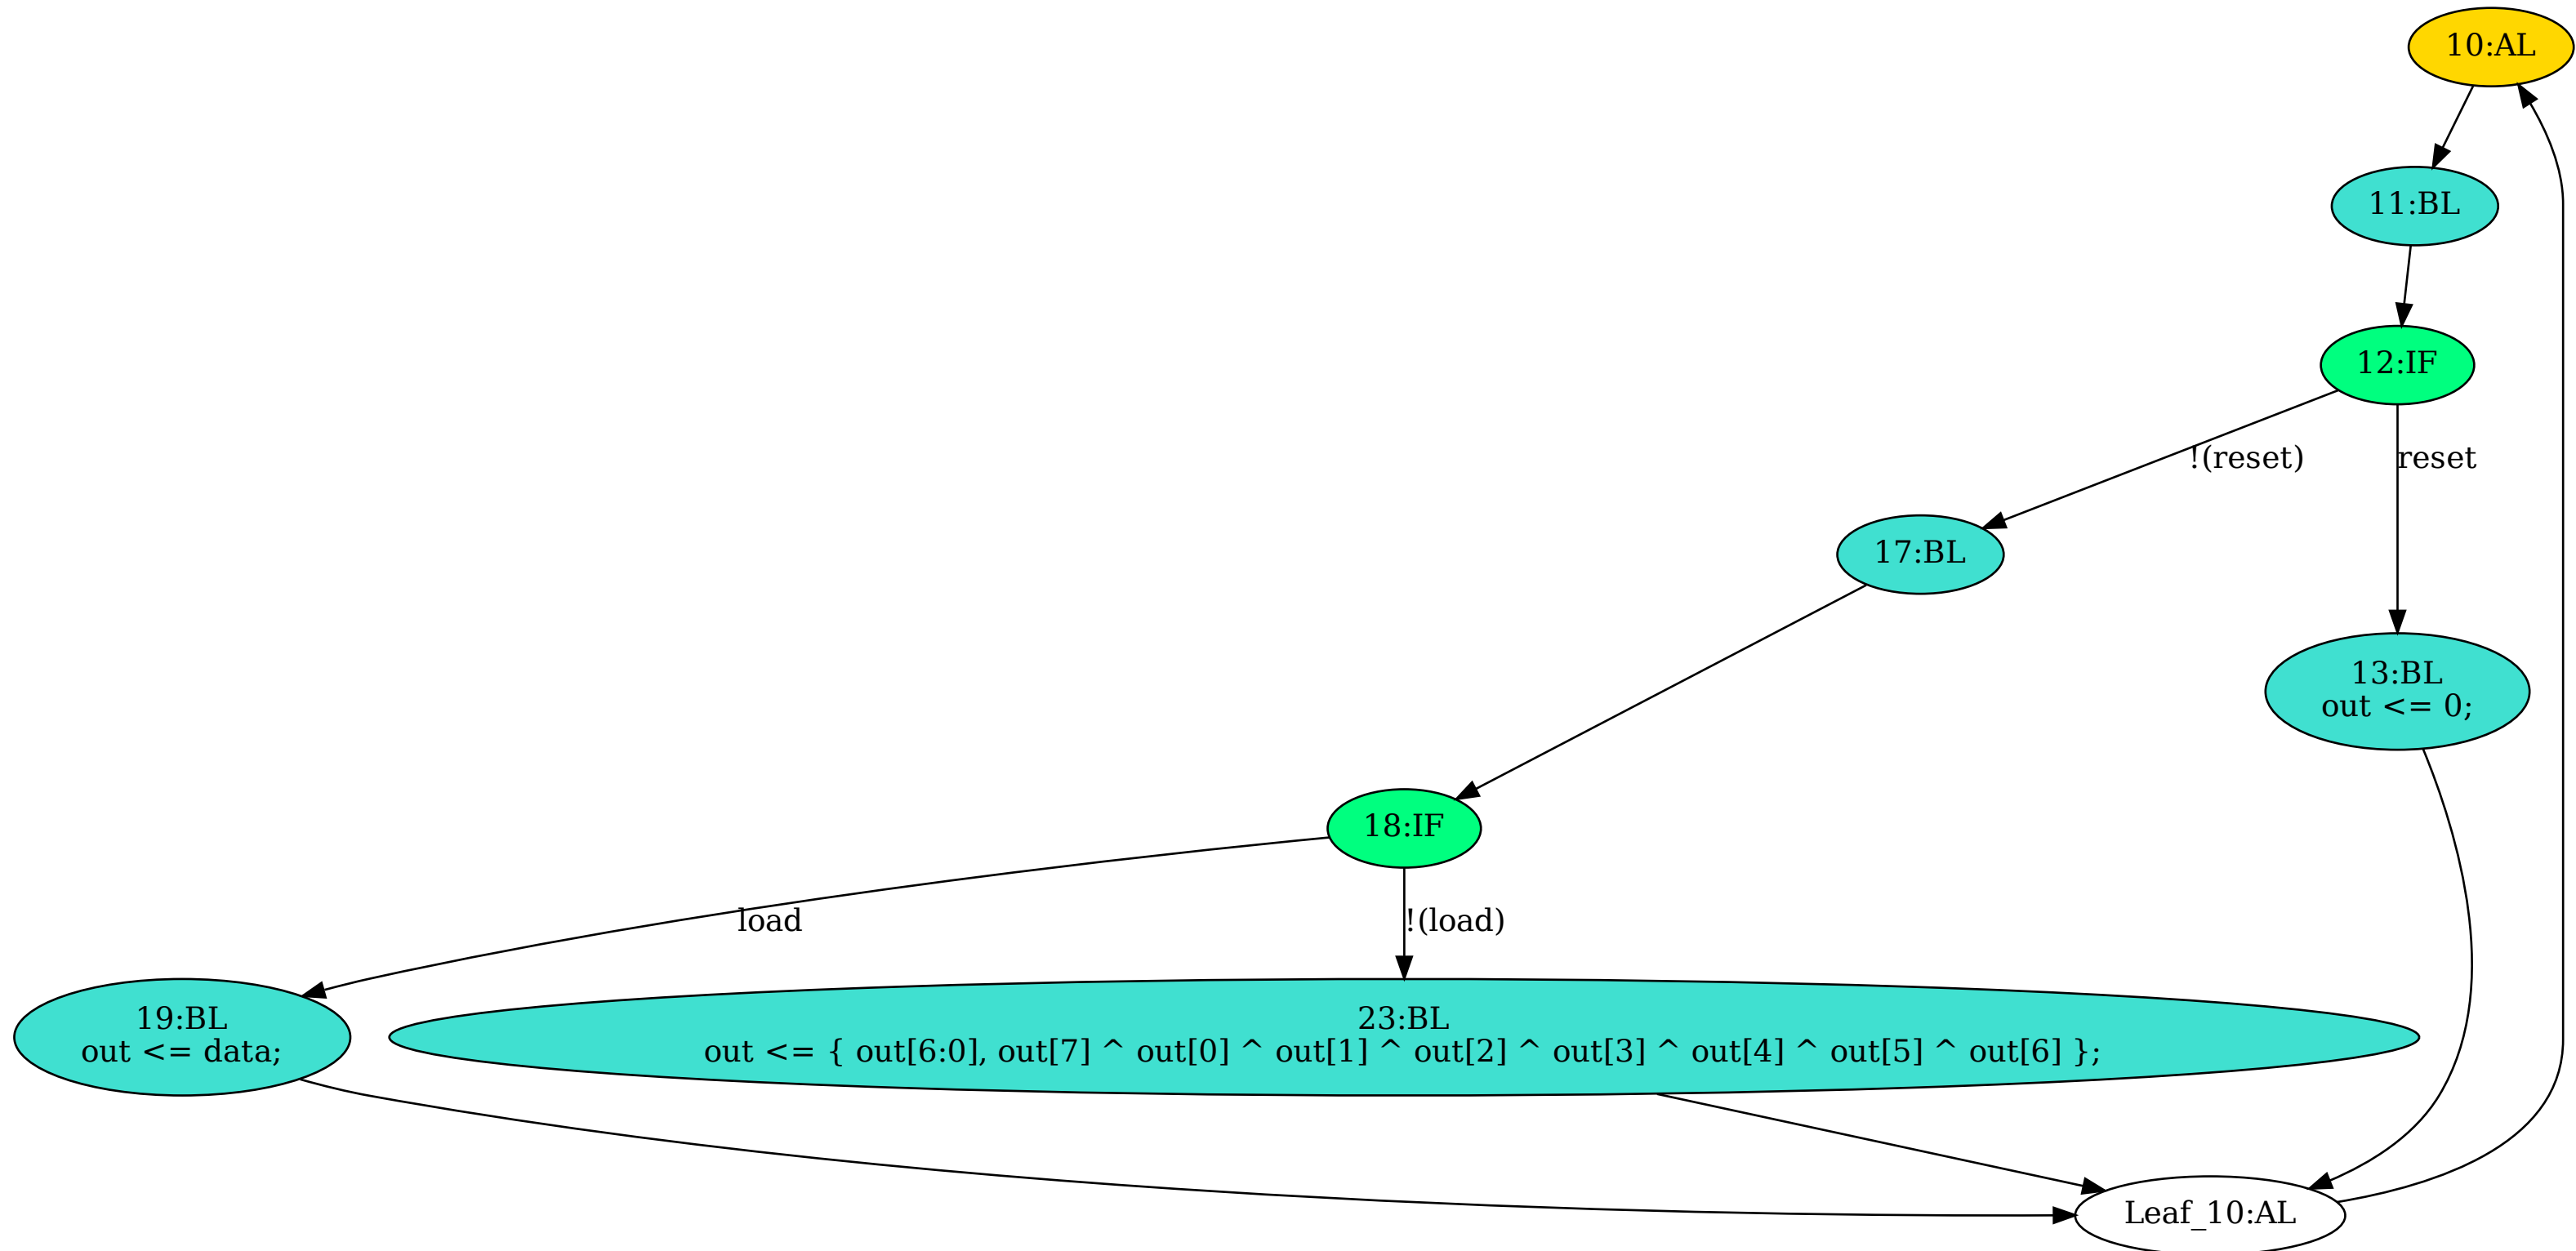 10:AL
11:BL
12:IF
!(reset)
reset
17:BL
13:BL
out <= 0;
18:IF
load
!(load)
19:BL
out <= data;
23:BL
out <= { out[6:0], out[7] ^ out[0] ^ out[1] ^ out[2] ^ out[3] ^ out[4] ^ out[5] ^ out[6] };
Leaf_10:AL